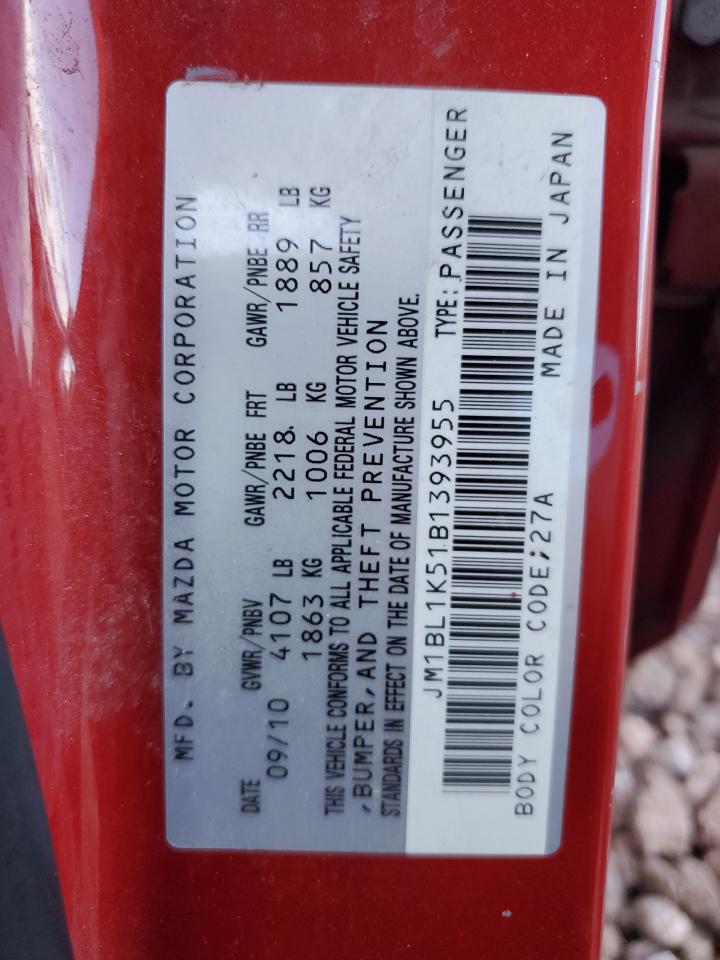 MFD. BY MAZDA MOTOR CORPORATION
DATE GVWR/PNBV GAWR/PNBE FRT GAWR/PNBE RR
09/10 4107 LB 2218 LB 1889 LB
1863 KG 1006 KG 857 KG
THIS VEHICLE CONFORMS TO ALL APPLICABLE FEDERAL MOTOR VEHICLE SAFETY
,BUMPER,AND THEFT PREVENTION
STANDARDS IN EFFECT ON THE DATE OF MANUFACTURE SHOWN ABOVE.
JM1BL1K51B1393955 TYPE:PASSENGER
BODY COLOR CODE;27A MADE IN JAPAN